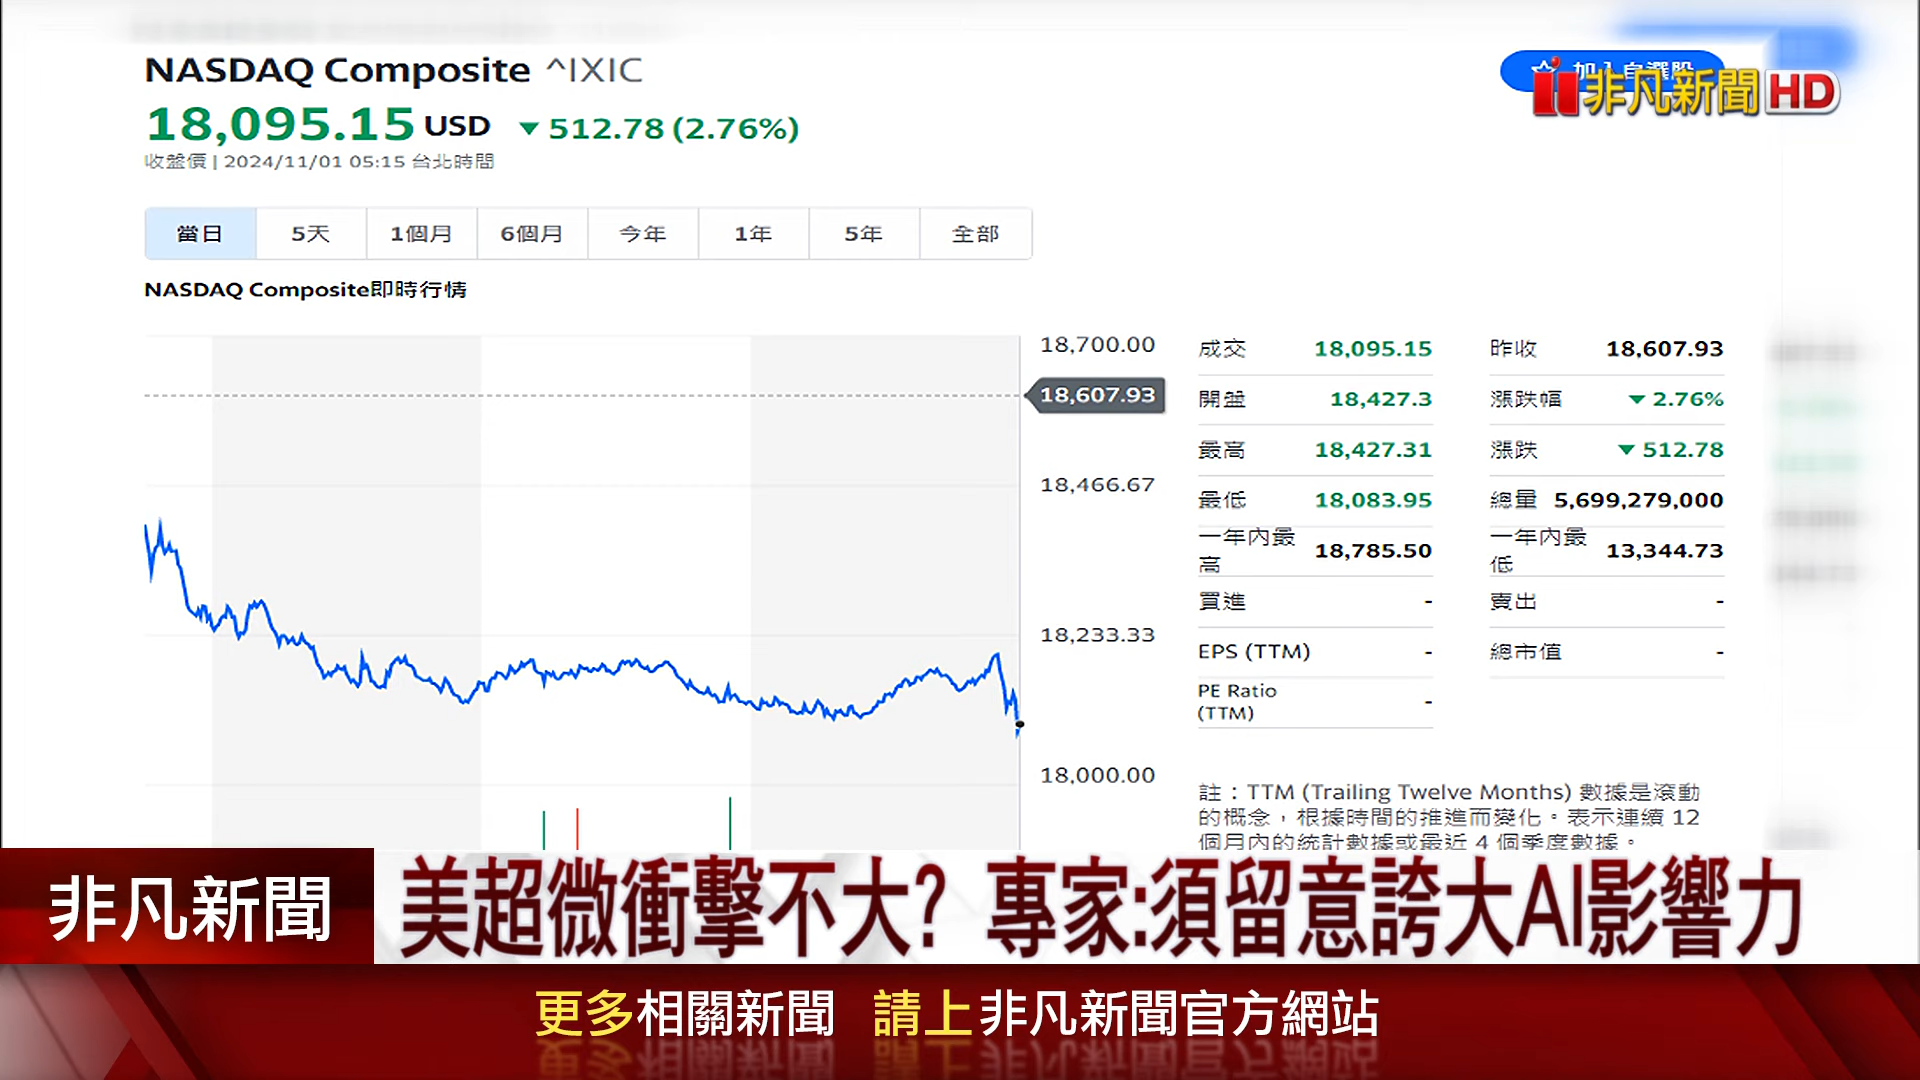 NASDAQ Composite ^IXIC
加入自選股
非凡新聞HD
18,095.15 USD ▼512.78 (2.76%)
收盤價 | 2024/11/01 05:15 台北時間
當日 5天 1個月 6個月 今年 1年 5年 全部
NASDAQ Composite即時行情
18,700.00
18,607.93
18,466.67
18,233.33
18,000.00
成交 18,095.15 昨收 18,607.93
開盤 18,427.3 漲跌幅 ▼2.76%
最高 18,427.31 漲跌 ▼512.78
最低 18,083.95 總量 5,699,279,000
一年內最高 18,785.50 一年內最低 13,344.73
買進 - 賣出 -
EPS (TTM) - 總市值 -
PE Ratio (TTM) -
註：TTM (Trailing Twelve Months) 數據是滾動
的概念，根據時間的推進而變化。表示連續 12
個月內的統計數據或最近 4 個季度數據。
非凡新聞
美超微衝擊不大? 專家:須留意誇大AI影響力
更多相關新聞 請上非凡新聞官方網站